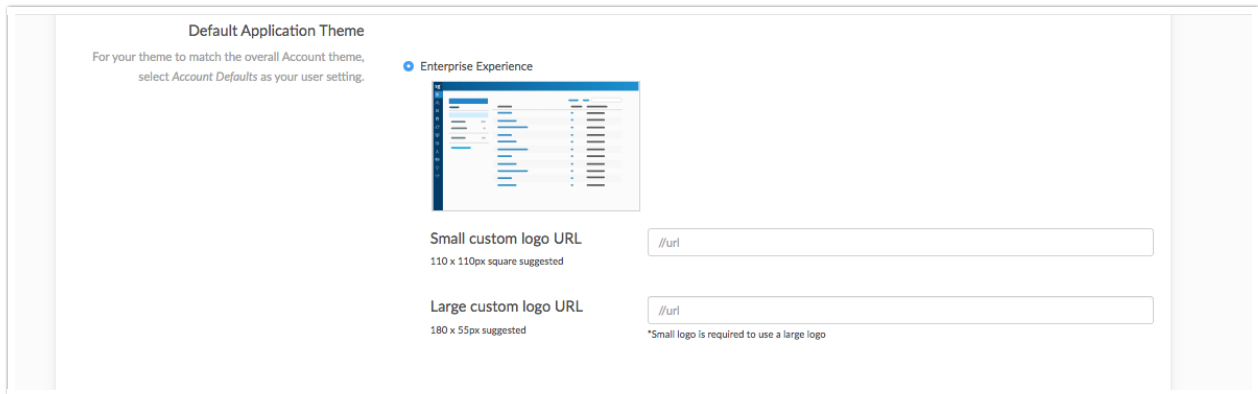 Default Application Theme
For your theme to match the overall Account theme,
select Account Defaults as your user setting.
Enterprise Experience
Small custom logo URL
//url
110 x 110px square suggested
Large custom logo URL
//url
180 x 55px suggested
*Small logo is required to use a large logo